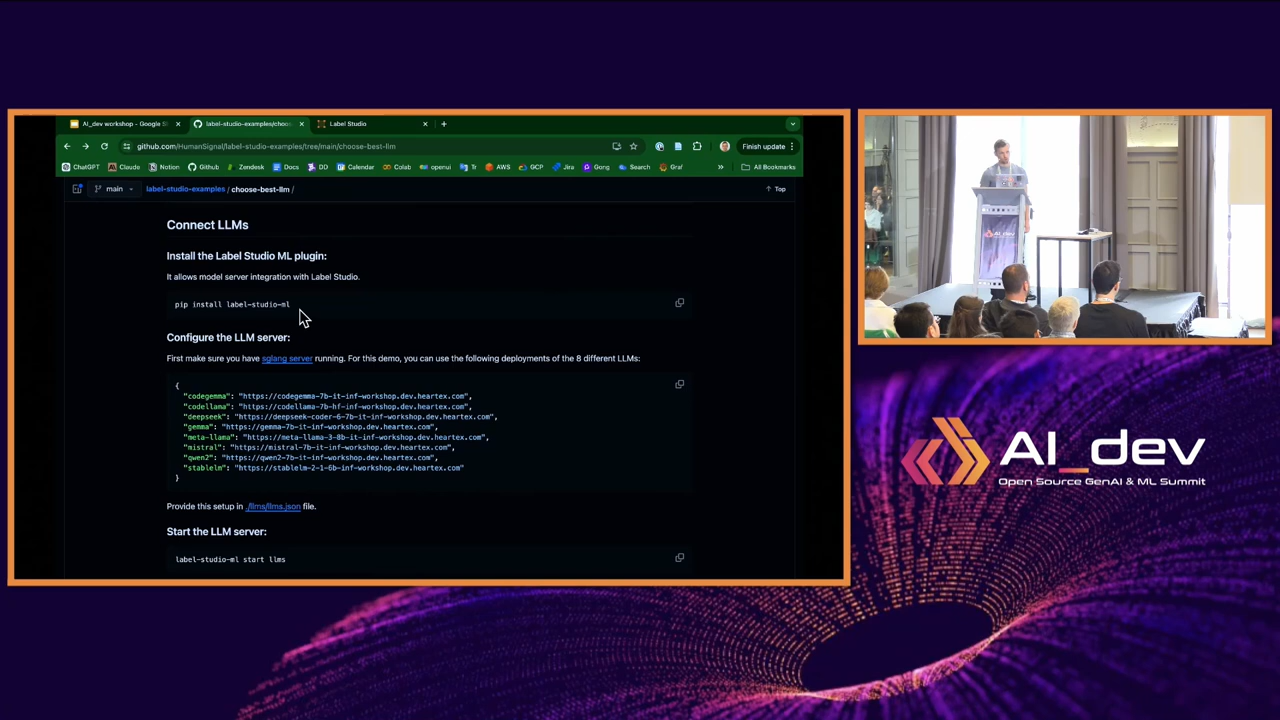 AI_dev workshop - Google S
label-studio-examples/choos
Label Studio
github.com/HumanSignal/label-studio-examples/tree/main/choose-best-llm
Finish update
ChatGPT
Claude
Notion
Github
Zendesk
Docs
DD
Calendar
Colab
openui
Tr
AWS
GCP
Jira
Gong
Search
Graf
»
All Bookmarks
main
label-studio-examples / choose-best-llm /
Top
Connect LLMs
Install the Label Studio ML plugin:
It allows model server integration with Label Studio.
pip install label-studio-ml
Configure the LLM server:
First make sure you have sglang server running. For this demo, you can use the following deployments of the 8 different LLMs:
{
"codegemma": "https://codegemma-7b-it-inf-workshop.dev.heartex.com",
"codellama": "https://codellama-7b-hf-inf-workshop.dev.heartex.com",
"deepseek": "https://deepseek-coder-6-7b-it-inf-workshop.dev.heartex.com",
"gemma": "https://gemma-7b-it-inf-workshop.dev.heartex.com",
"meta-llama": "https://meta-llama-3-8b-it-inf-workshop.dev.heartex.com",
"mistral": "https://mistral-7b-it-inf-workshop.dev.heartex.com",
"qwen2": "https://qwen2-7b-it-inf-workshop.dev.heartex.com",
"stablelm": "https://stablelm-2-1-6b-inf-workshop.dev.heartex.com"
}
Provide this setup in ./llms/llms.json file.
Start the LLM server:
label-studio-ml start llms
AI_dev
AI_dev
Open Source GenAI & ML Summit